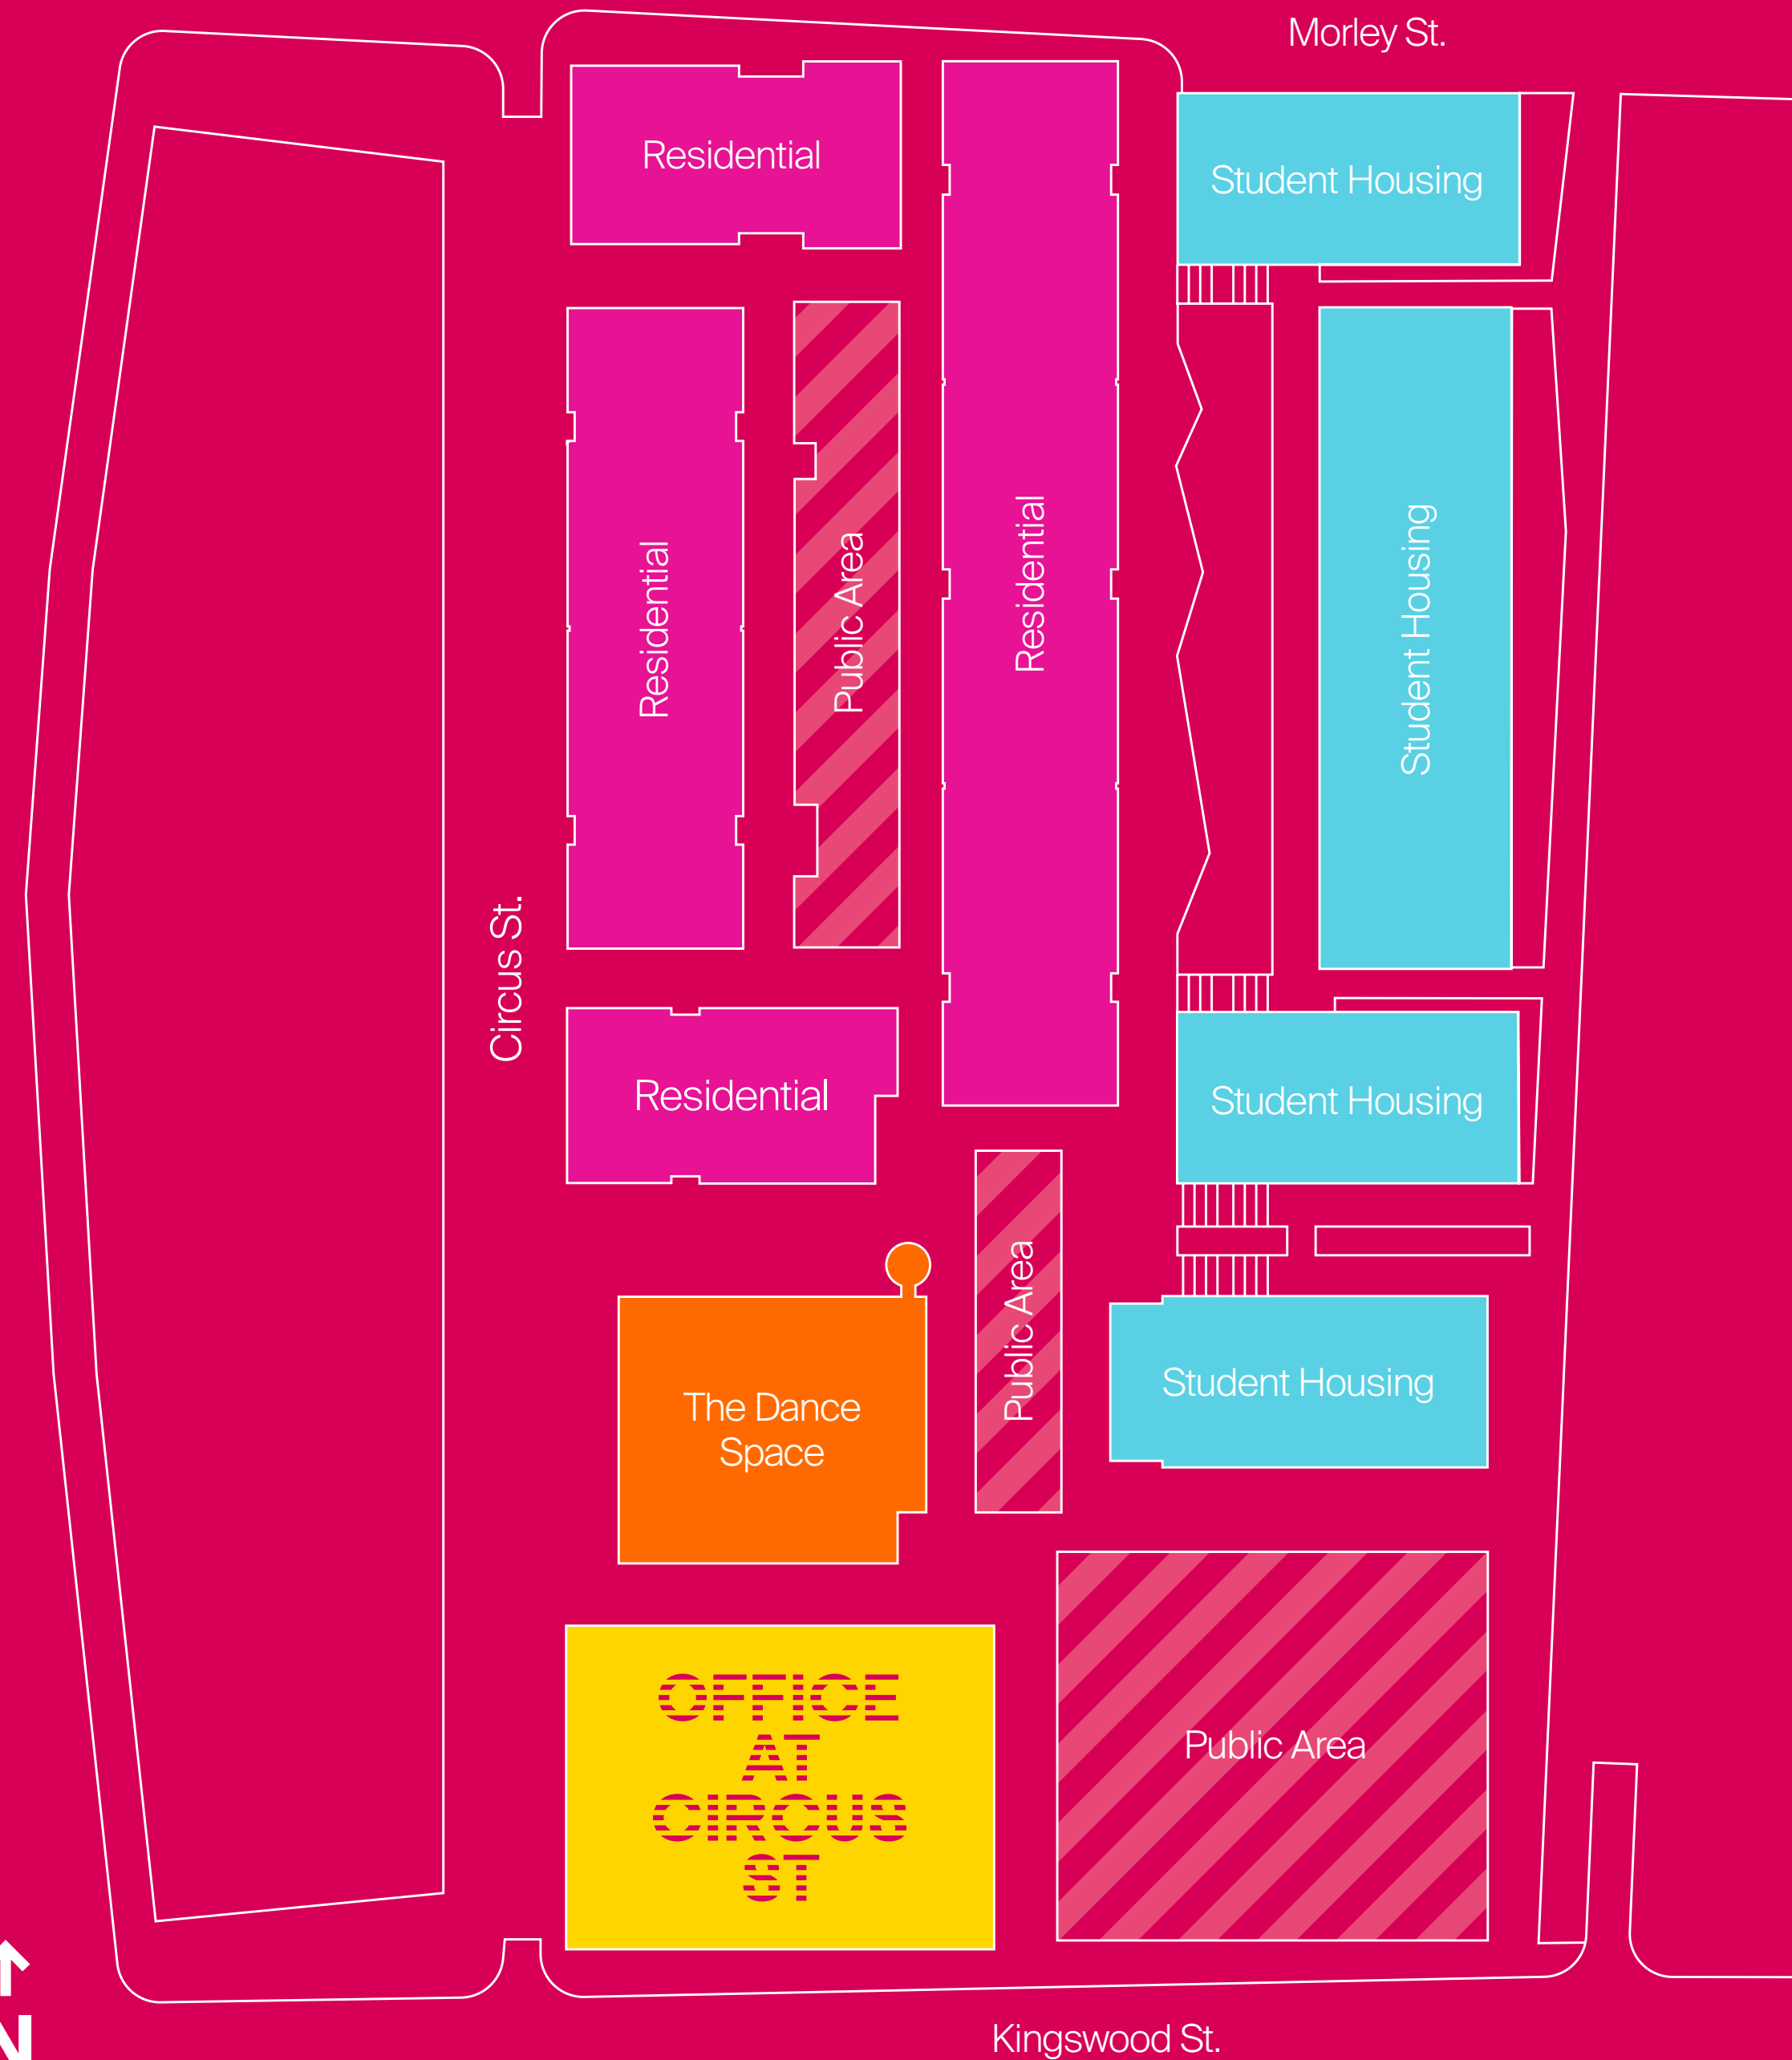 Morley St.
Residential
Student Housing
Residential
Public Area
Residential
Student Housing
Circus St.
Residential
Student Housing
Public Area
The Dance
Space
Student Housing
OFFICE
AT
CIRCUS
ST
Public Area
N
Kingswood St.